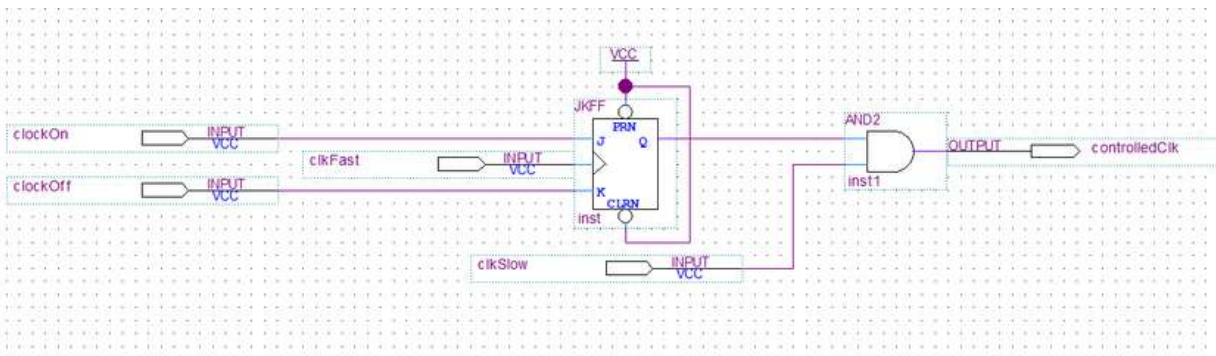 VCC
JKFF
PRN
J
Q
K
CLRN
inst
clockOn
INPUT
VCC
clkFast
INPUT
VCC
clockOff
INPUT
VCC
clkSlow
INPUT
VCC
AND2
inst1
OUTPUT
controlledClk